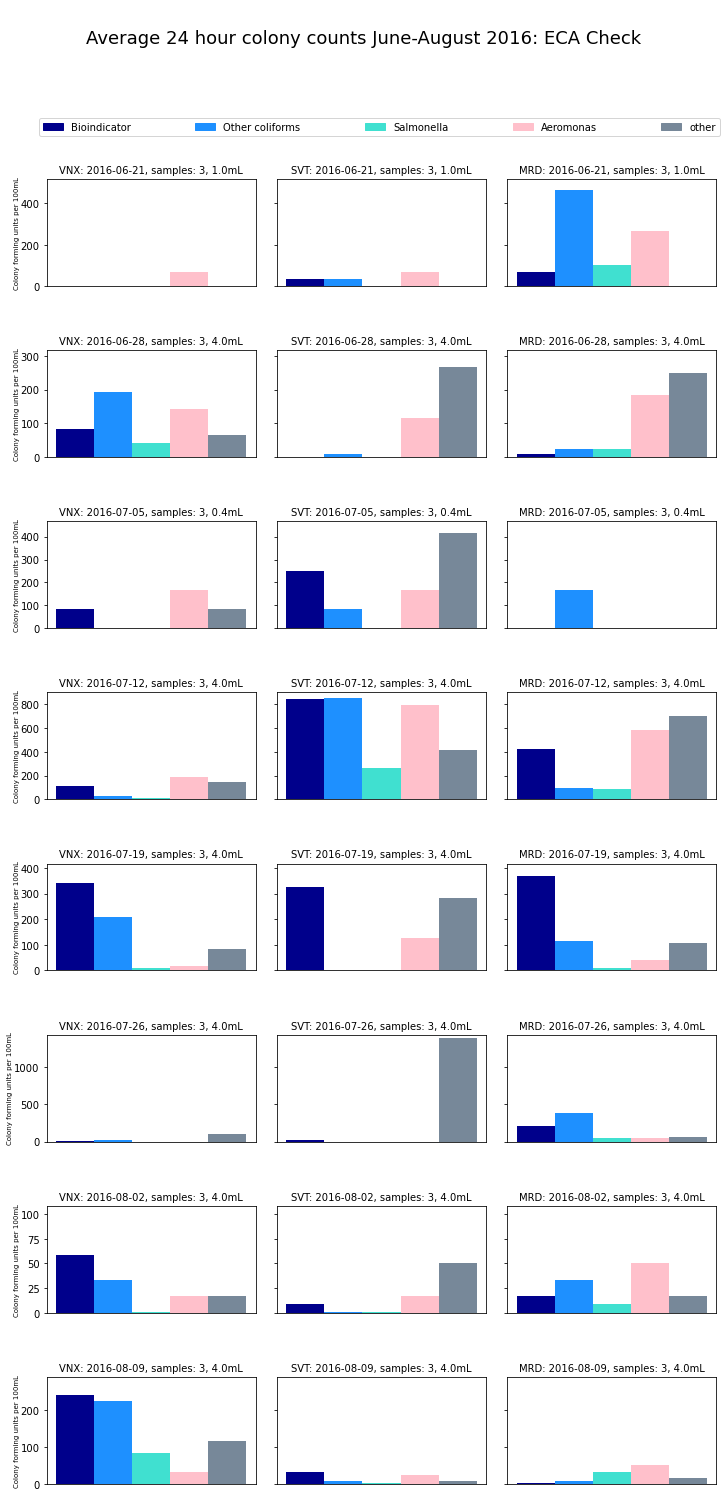 Average 24 hour colony counts June-August 2016: ECA Check
Bioindicator Other coliforms Salmonella Aeromonas other
VNX: 2016-06-21, samples: 3, 1.0mL SVT: 2016-06-21, samples: 3, 1.0mL MRD: 2016-06-21, samples: 3, 1.0mL
Colony forming units per 100mL
400
200
0
VNX: 2016-06-28, samples: 3, 4.0mL SVT: 2016-06-28, samples: 3, 4.0mL MRD: 2016-06-28, samples: 3, 4.0mL
Colony forming units per 100mL
300
200
100
0
VNX: 2016-07-05, samples: 3, 0.4mL SVT: 2016-07-05, samples: 3, 0.4mL MRD: 2016-07-05, samples: 3, 0.4mL
Colony forming units per 100mL
400
300
200
100
0
VNX: 2016-07-12, samples: 3, 4.0mL SVT: 2016-07-12, samples: 3, 4.0mL MRD: 2016-07-12, samples: 3, 4.0mL
Colony forming units per 100mL
800
600
400
200
0
VNX: 2016-07-19, samples: 3, 4.0mL SVT: 2016-07-19, samples: 3, 4.0mL MRD: 2016-07-19, samples: 3, 4.0mL
Colony forming units per 100mL
400
300
200
100
0
VNX: 2016-07-26, samples: 3, 4.0mL SVT: 2016-07-26, samples: 3, 4.0mL MRD: 2016-07-26, samples: 3, 4.0mL
Colony forming units per 100mL
1000
500
0
VNX: 2016-08-02, samples: 3, 4.0mL SVT: 2016-08-02, samples: 3, 4.0mL MRD: 2016-08-02, samples: 3, 4.0mL
Colony forming units per 100mL
100
75
50
25
0
VNX: 2016-08-09, samples: 3, 4.0mL SVT: 2016-08-09, samples: 3, 4.0mL MRD: 2016-08-09, samples: 3, 4.0mL
Colony forming units per 100mL
200
100
0